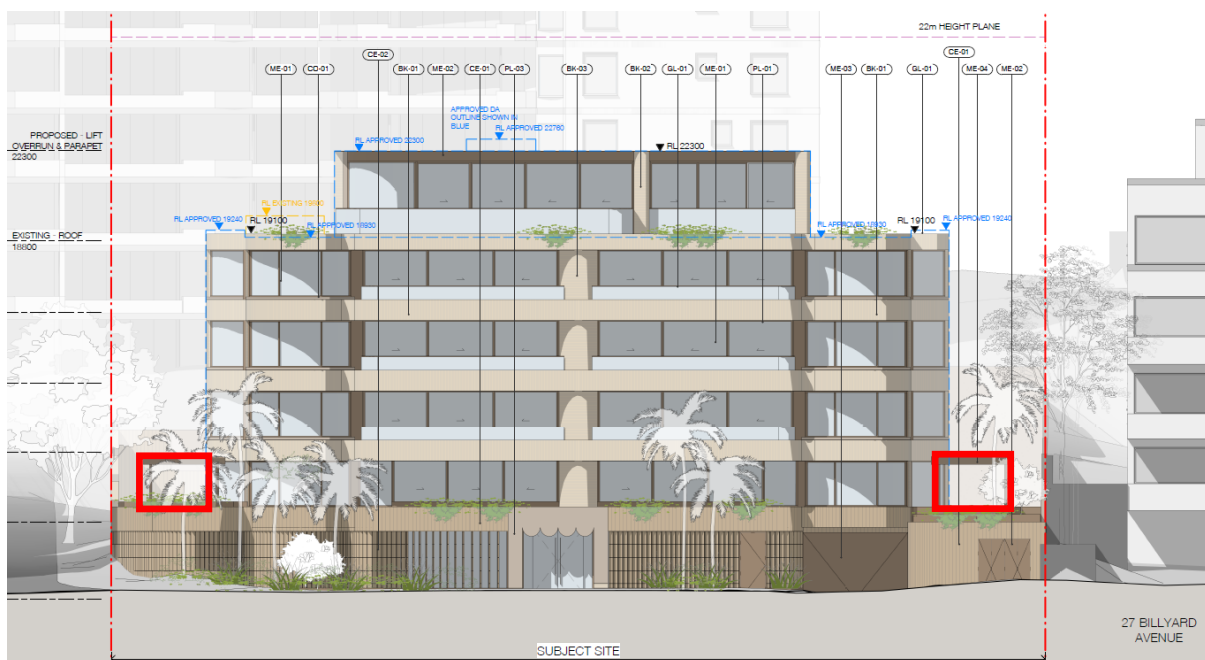 22m HEIGHT PLANE
CE-02
CE-01
ME-01
CO-01
BK-01
ME-02
CE-01
PL-03
BK-03
BK-02
GL-01
ME-01
PL-01
ME-03
BK-01
GL-01
ME-04
ME-02
APPROVED DA
OUTLINE SHOWN IN
BLUE
RL APPROVED 22760
PROPOSED - LIFT
OVERRUN & PARAPET
22300
RL APPROVED 22300
RL 22300
RL EXISTING 19600
RL APPROVED 19240
RL 19100
RL APPROVED 18930
RL APPROVED 18930
RL 19100
RL APPROVED 19240
EXISTING - ROOF
18800
27 BILLYARD
AVENUE
SUBJECT SITE